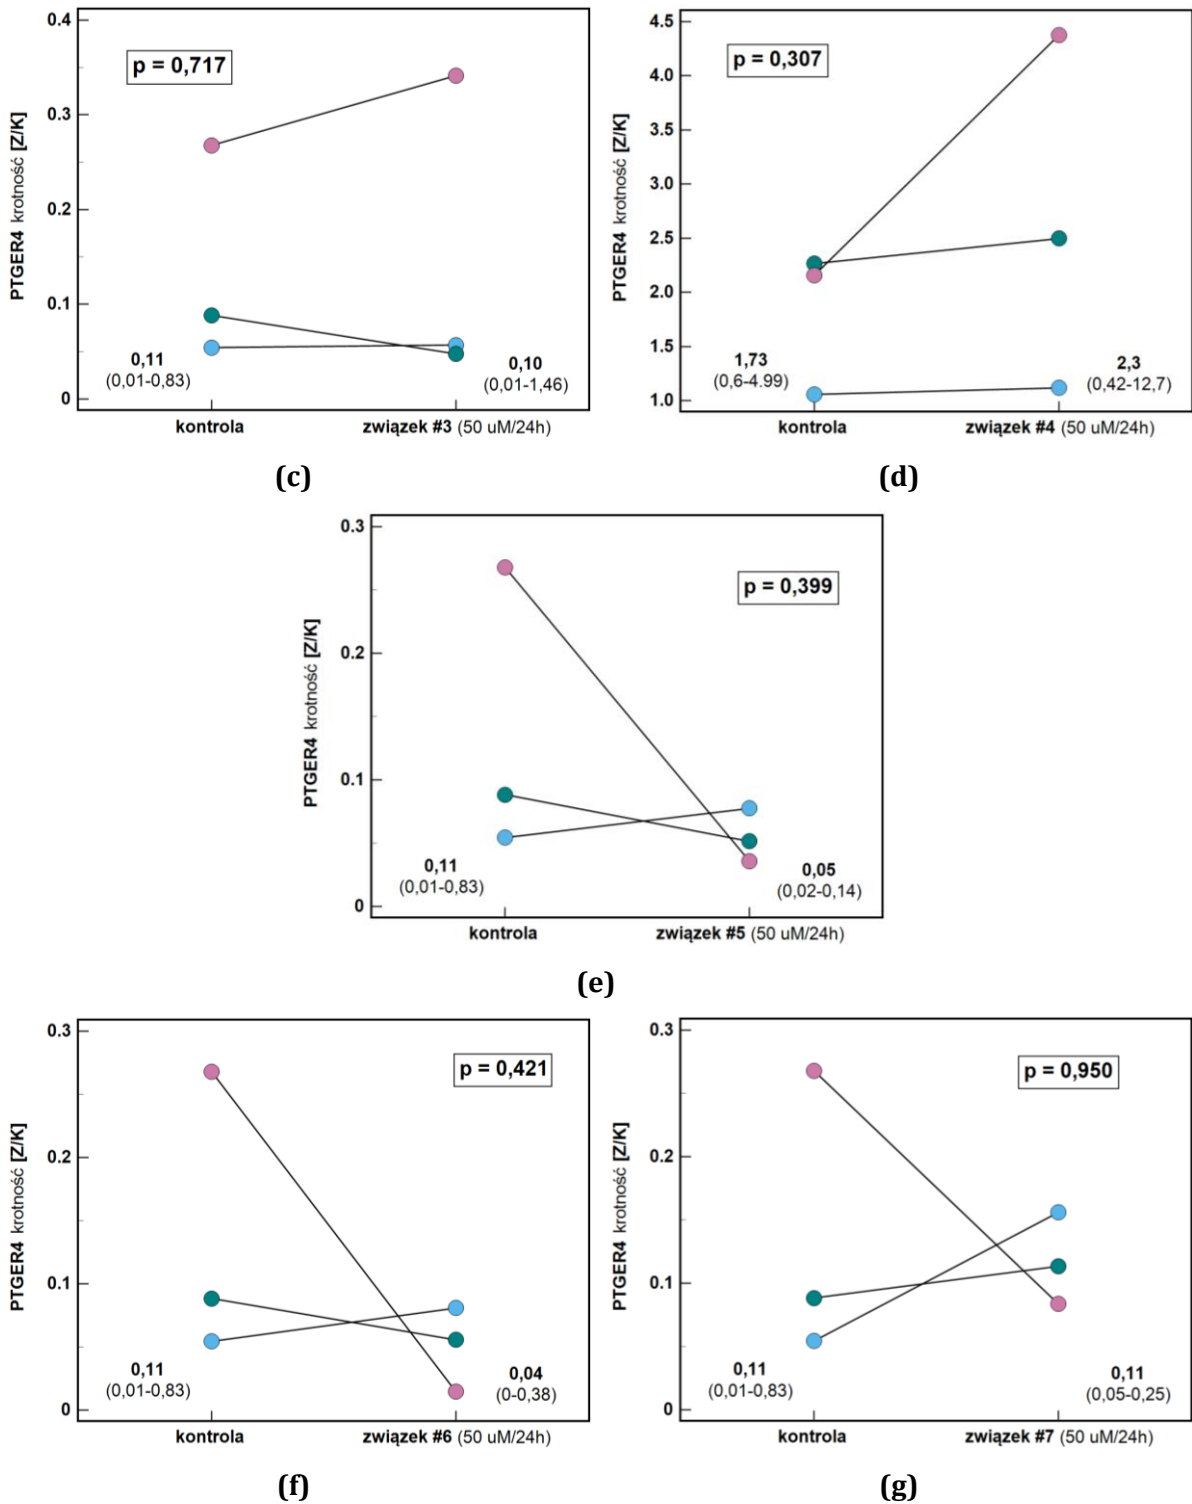 0.4
p = 0,717
0.3
PTGER4 krotność [Z/K]
0.2
0.1
0,11
(0,01-0,83)
0,10
(0,01-1,46)
0
kontrola
związek #3 (50 uM/24h)
(c)
4.5
p = 0,307
4.0
3.5
3.0
PTGER4 krotność [Z/K]
2.5
2.0
1.5
1,73
(0,6-4.99)
2,3
(0,42-12,7)
1.0
kontrola
związek #4 (50 uM/24h)
(d)
0.3
p = 0,399
PTGER4 krotność [Z/K]
0.2
0.1
0,11
(0,01-0,83)
0,05
(0,02-0,14)
0
kontrola
związek #5 (50 uM/24h)
(e)
0.3
p = 0,421
PTGER4 krotność [Z/K]
0.2
0.1
0,11
(0,01-0,83)
0,04
(0-0,38)
0
kontrola
związek #6 (50 uM/24h)
(f)
0.3
p = 0,950
PTGER4 krotność [Z/K]
0.2
0.1
0,11
(0,01-0,83)
0,11
(0,05-0,25)
0
kontrola
związek #7 (50 uM/24h)
(g)